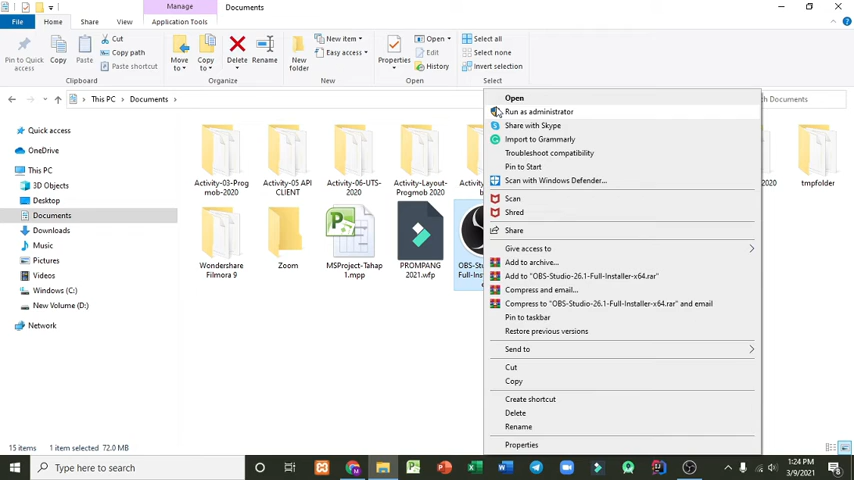 Manage
Documents
File
Home
Share
View
Application Tools
Pin to Quick access
Copy
Paste
Cut
Copy path
Paste shortcut
Clipboard
Move to
Copy to
Delete
Rename
Organize
New folder
New item
Easy access
New
Properties
Open
Edit
History
Open
Select all
Select none
Invert selection
Select
This PC
Documents
Documents
Quick access
OneDrive
This PC
3D Objects
Desktop
Documents
Downloads
Music
Pictures
Videos
Windows (C:)
New Volume (D:)
Network
Activity-03-Progmob-2020
Activity-05 API CLIENT
Activity-06-UTS-2020
Activity-Layout-Progmob-2020
2020
tmpfolder
Wondershare Filmora 9
Zoom
MSProject-Tahap 1.mpp
PROMPANG 2021.wfp
OBS-St
Full-Ins
Open
Run as administrator
Share with Skype
Import to Grammarly
Troubleshoot compatibility
Pin to Start
Scan with Windows Defender...
Scan
Shred
Share
Give access to
Add to archive...
Add to "OBS-Studio-26.1-Full-Installer-x64.rar"
Compress and email...
Compress to "OBS-Studio-26.1-Full-Installer-x64.rar" and email
Pin to taskbar
Restore previous versions
Send to
Cut
Copy
Create shortcut
Delete
Rename
Properties
15 items
1 item selected 72.0 MB
Type here to search
1:24 PM
3/9/2021